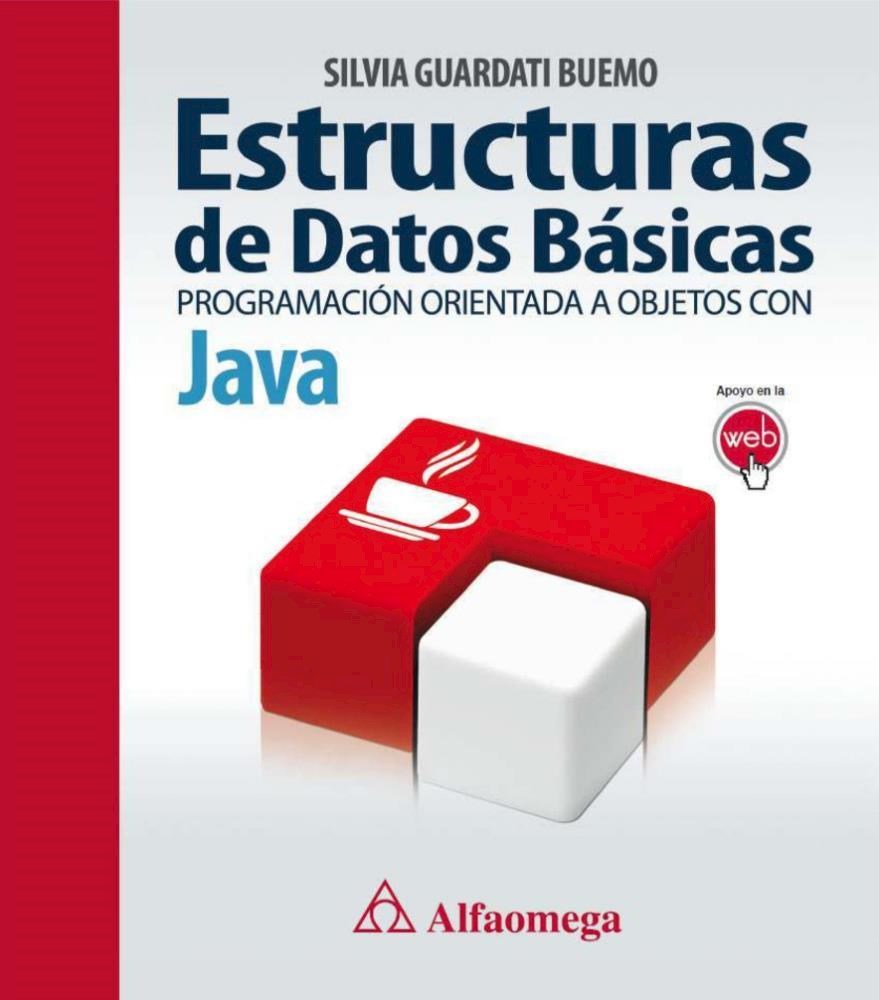 SILVIA GUARDATI BUEMO
Estructuras
de Datos Básicas
PROGRAMACIÓN ORIENTADA A OBJETOS CON
Java
Apoyo en la
web
Alfaomega